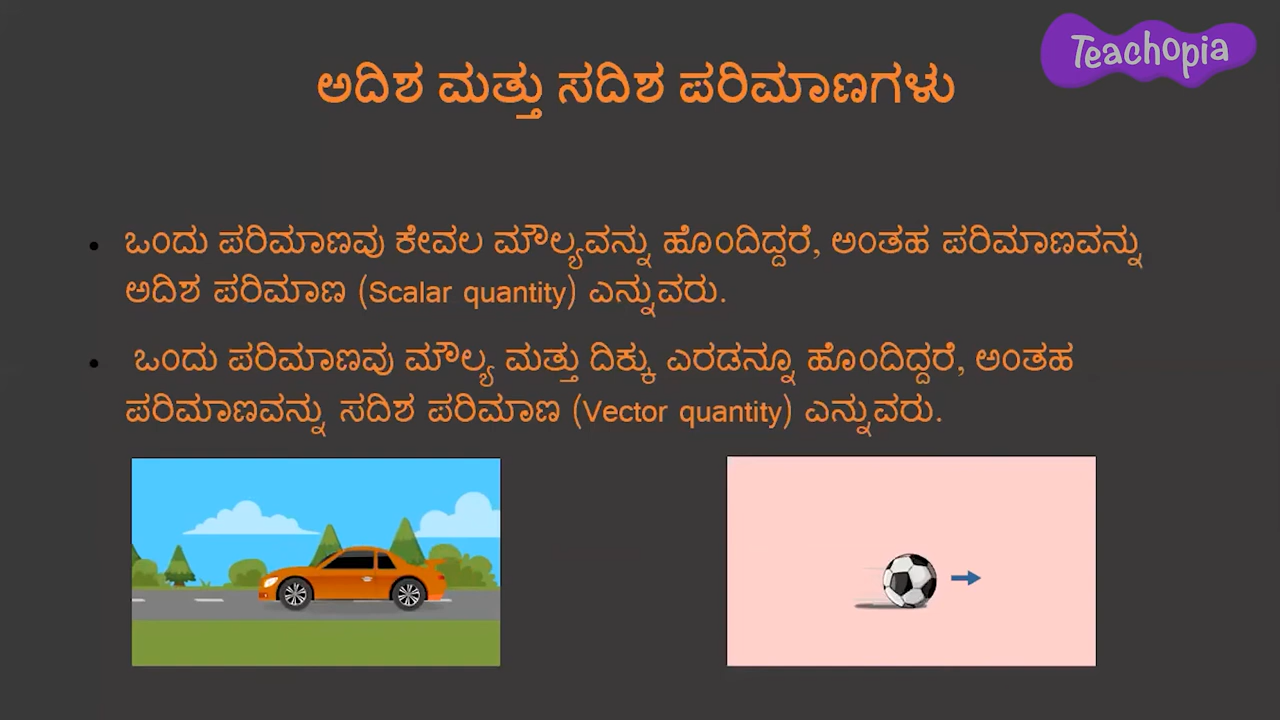 Teachopia
ಅದಿಶ ಮತ್ತು ಸದಿಶ ಪರಿಮಾಣಗಳು
• ಒಂದು ಪರಿಮಾಣವು ಕೇವಲ ಮೌಲ್ಯವನ್ನು ಹೊಂದಿದ್ದರೆ, ಅಂತಹ ಪರಿಮಾಣವನ್ನು
ಅದಿಶ ಪರಿಮಾಣ (Scalar quantity) ಎನ್ನುವರು.
• ಒಂದು ಪರಿಮಾಣವು ಮೌಲ್ಯ ಮತ್ತು ದಿಕ್ಕು ಎರಡನ್ನೂ ಹೊಂದಿದ್ದರೆ, ಅಂತಹ
ಪರಿಮಾಣವನ್ನು ಸದಿಶ ಪರಿಮಾಣ (Vector quantity) ಎನ್ನುವರು.